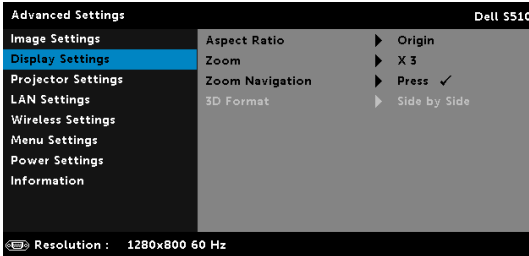 Advanced Settings Dell S510
Image Settings
Display Settings
Projector Settings
LAN Settings
Wireless Settings
Menu Settings
Power Settings
Information
Aspect Ratio Origin
Zoom X 3
Zoom Navigation Press ✓
3D Format Side by Side
Resolution : 1280x800 60 Hz